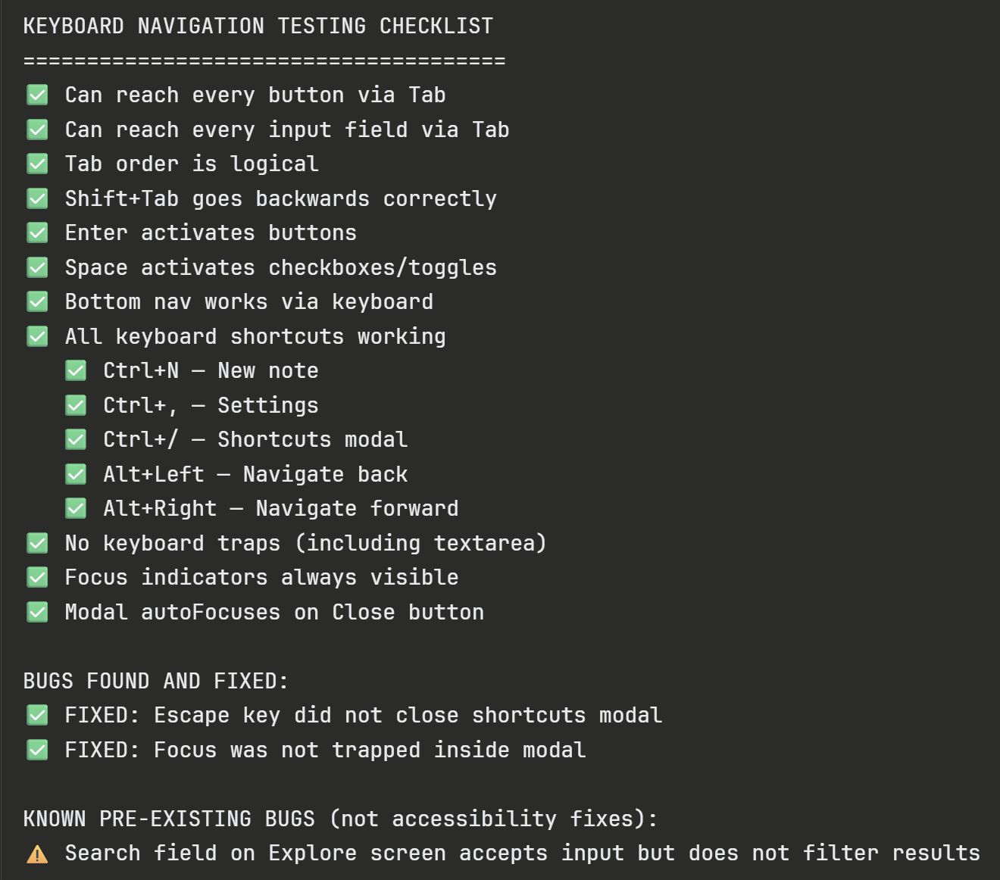 KEYBOARD NAVIGATION TESTING CHECKLIST
======================================
✅ Can reach every button via Tab
✅ Can reach every input field via Tab
✅ Tab order is logical
✅ Shift+Tab goes backwards correctly
✅ Enter activates buttons
✅ Space activates checkboxes/toggles
✅ Bottom nav works via keyboard
✅ All keyboard shortcuts working
✅ Ctrl+N — New note
✅ Ctrl+, — Settings
✅ Ctrl+/ — Shortcuts modal
✅ Alt+Left — Navigate back
✅ Alt+Right — Navigate forward
✅ No keyboard traps (including textarea)
✅ Focus indicators always visible
✅ Modal autoFocuses on Close button
BUGS FOUND AND FIXED:
✅ FIXED: Escape key did not close shortcuts modal
✅ FIXED: Focus was not trapped inside modal
KNOWN PRE-EXISTING BUGS (not accessibility fixes):
⚠️ Search field on Explore screen accepts input but does not filter results